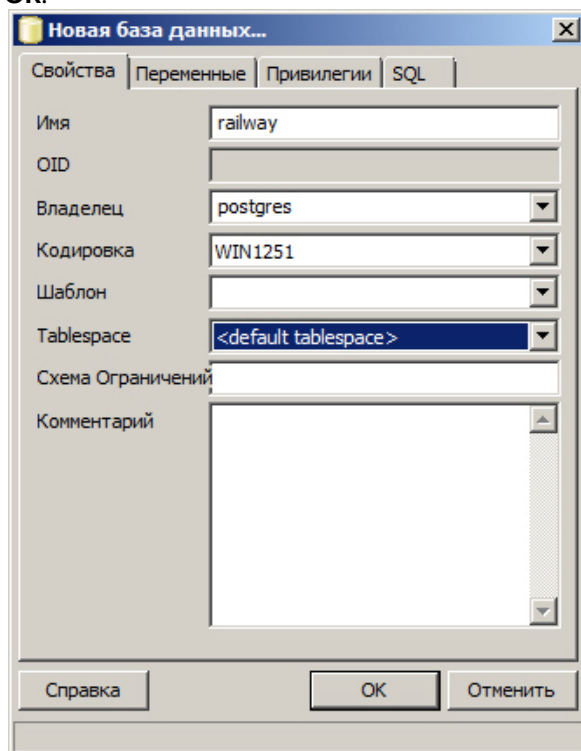 ОК.
Новая база данных...
Свойства Переменные Привилегии SQL
Имя railway
OID
Владелец postgres
Кодировка WIN1251
Шаблон
Tablespace <default tablespace>
Схема Ограничений
Комментарий
Справка OK Отменить